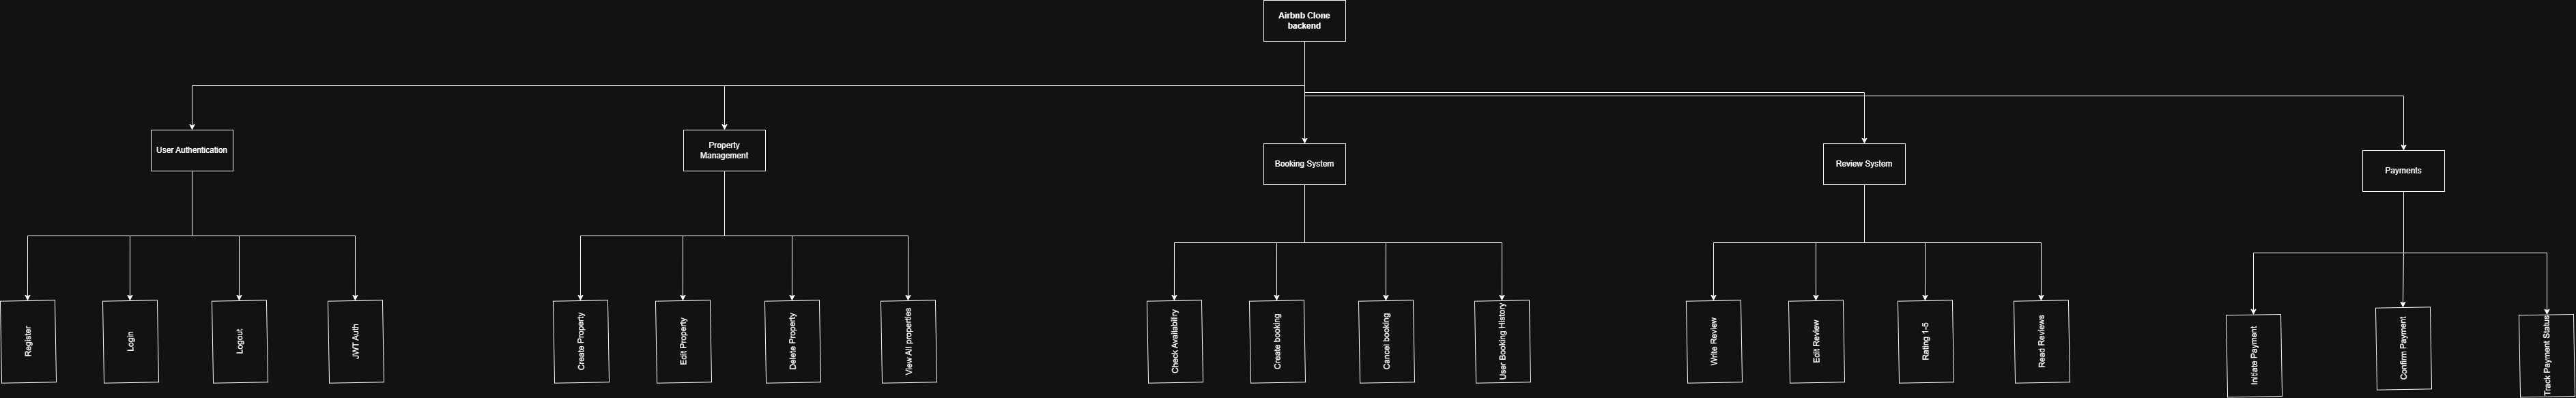 Airbnb Clone
backend
User Authentication
Property
Management
Booking System
Review System
Payments
Register
Login
Logout
JWT Auth
Create Property
Edit Property
Delete Property
View All properties
Check Availabiliry
Create booking
Cancel booking
User Booking History
Write Review
Edit Review
Rating 1-5
Read Reviews
Initiate Payment
Confirm Payment
Track Payment Status